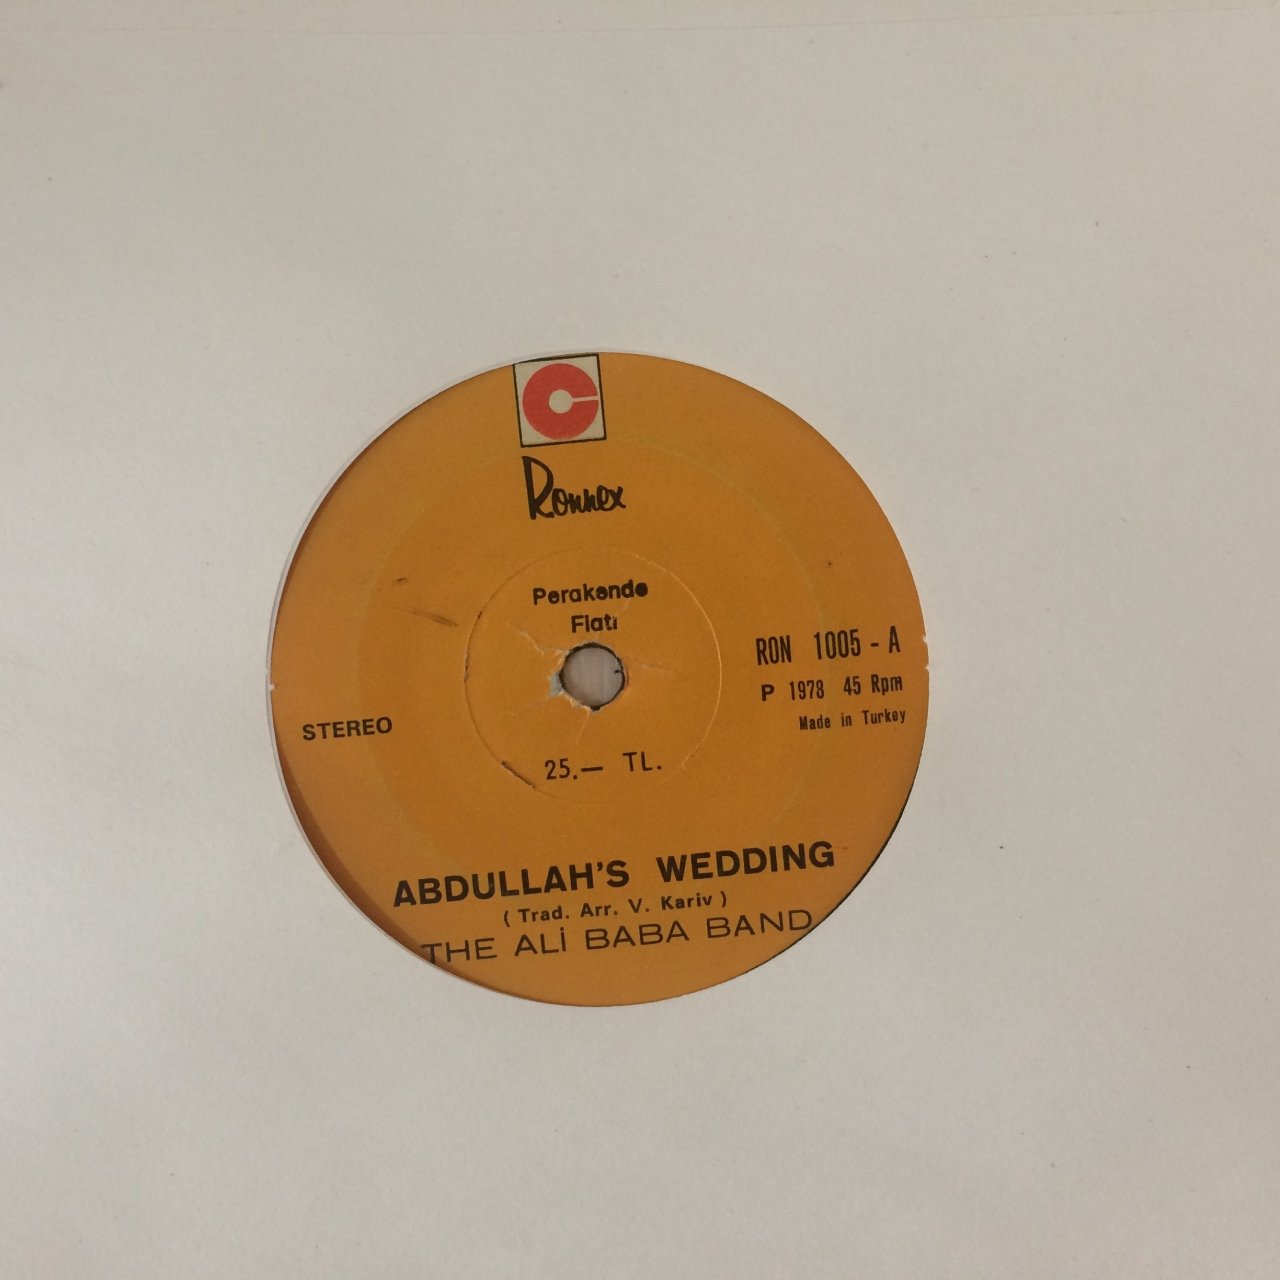 Ronnex
Perakende
Fiatı
RON 1005 - A
P 1978 45 Rpm
Made in Turkey
STEREO
25.— TL.
ABDULLAH'S WEDDING
( Trad. Arr. V. Kariv )
THE ALİ BABA BAND